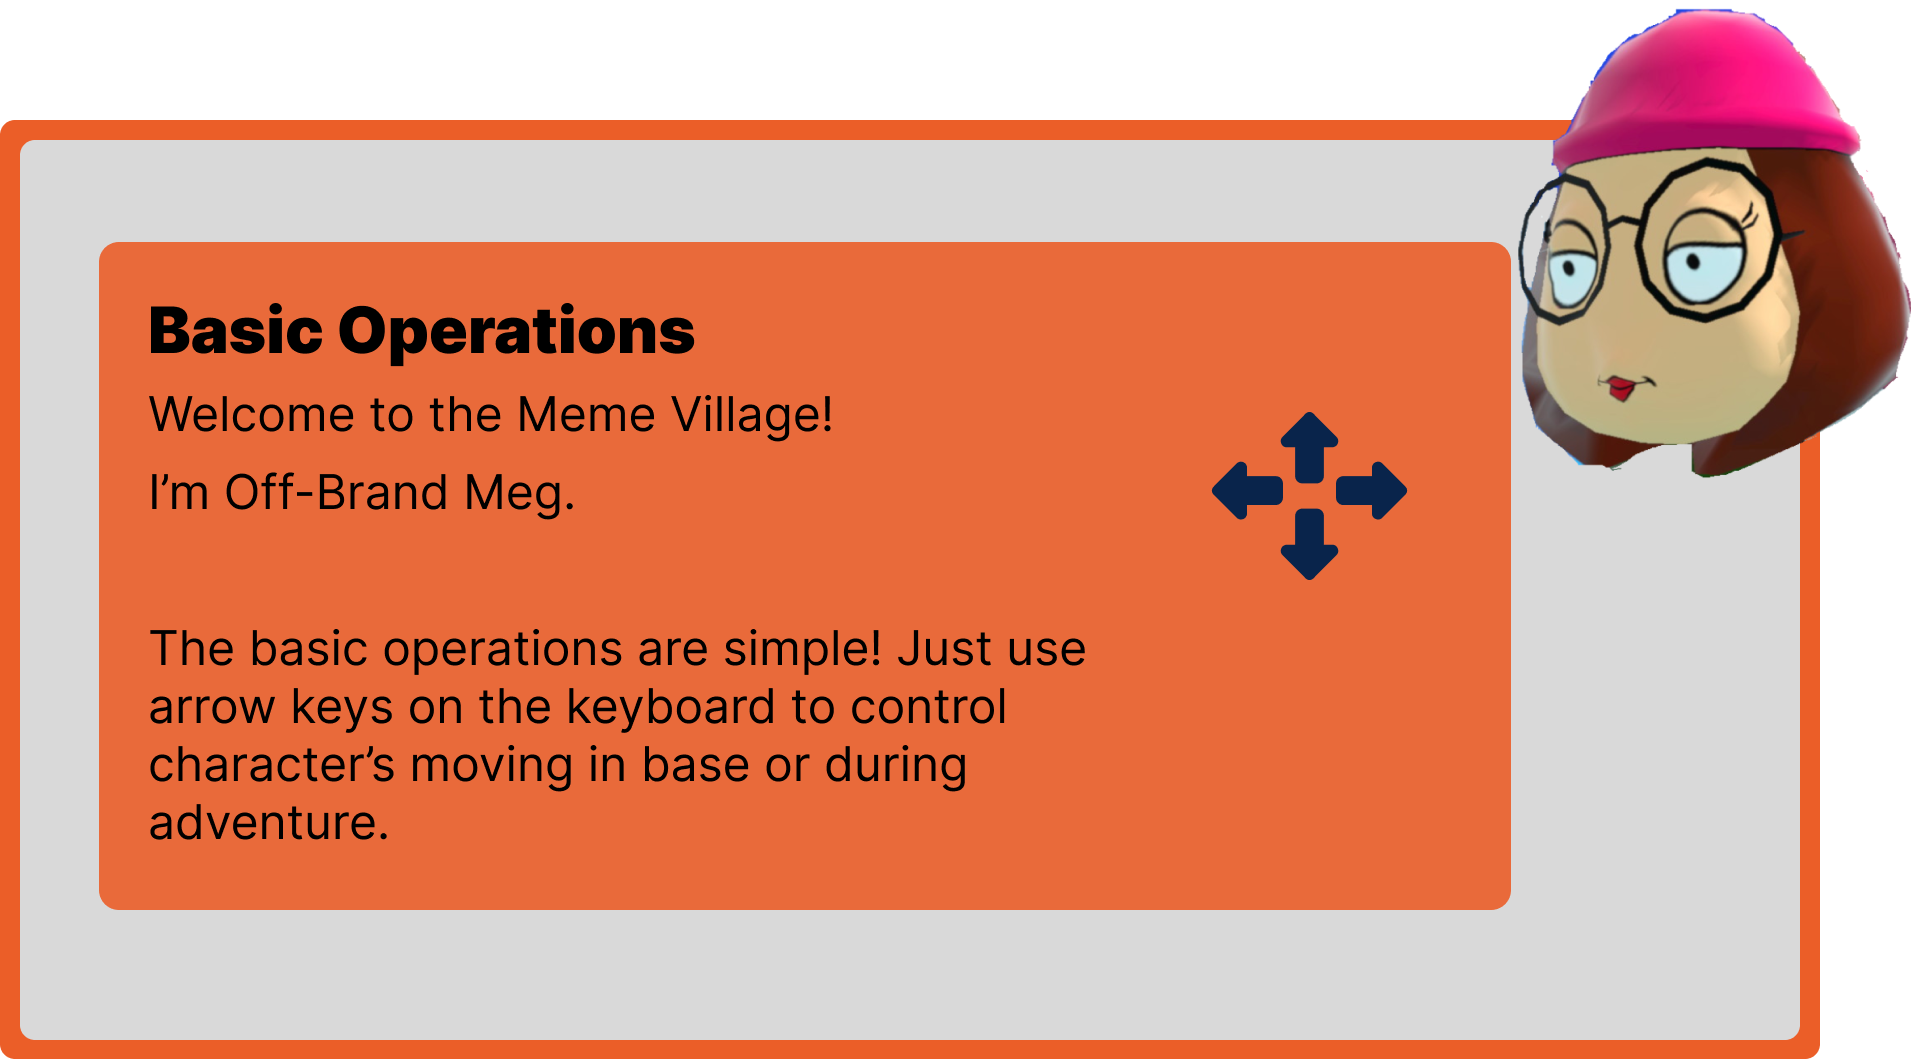 Basic Operations
Welcome to the Meme Village!
I’m Off-Brand Meg.
The basic operations are simple! Just use
arrow keys on the keyboard to control
character’s moving in base or during
adventure.